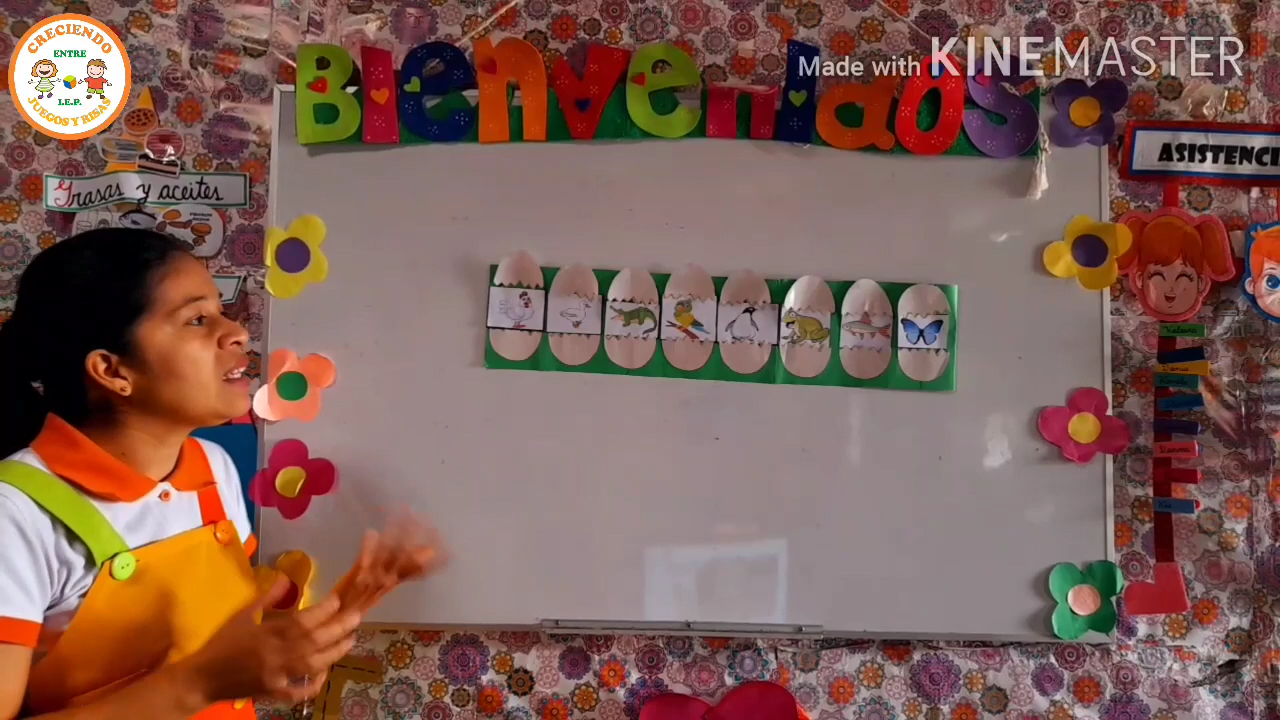 CRECIENDO
ENTRE
I.E.P.
JUEGOS Y RISAS
BIenvenIdos
Made with KINEMASTER
Grasas y aceites
ASISTENCI